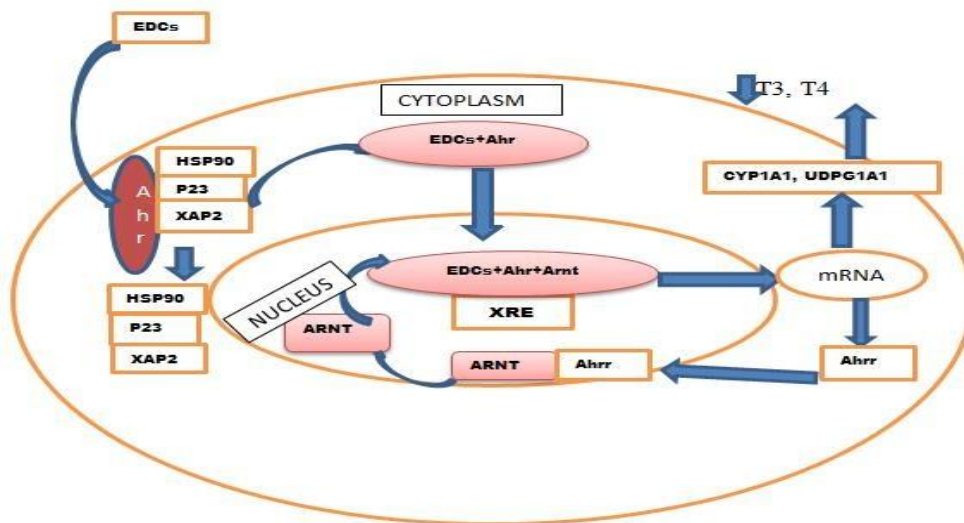 EDCs
T3, T4
CYTOPLASM
EDCs+Ahr
HSP90
P23
XAP2
Ahr
CYP1A1, UDPG1A1
EDCs+Ahr+Arnt
mRNA
NUCLEUS
HSP90
XRE
P23
ARNT
XAP2
ARNT
Ahrr
Ahrr